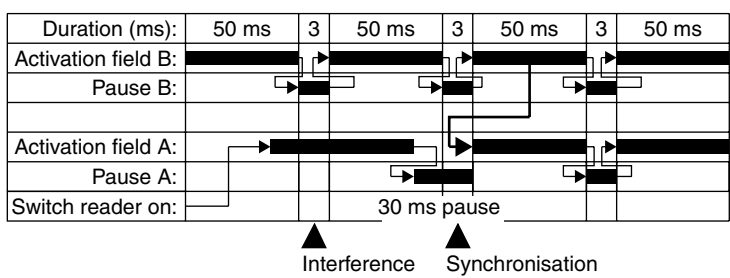 Duration (ms): 50 ms 3 50 ms 3 50 ms 3 50 ms
Activation field B:
Pause B:
Activation field A:
Pause A:
Switch reader on: 30 ms pause
Interference Synchronisation